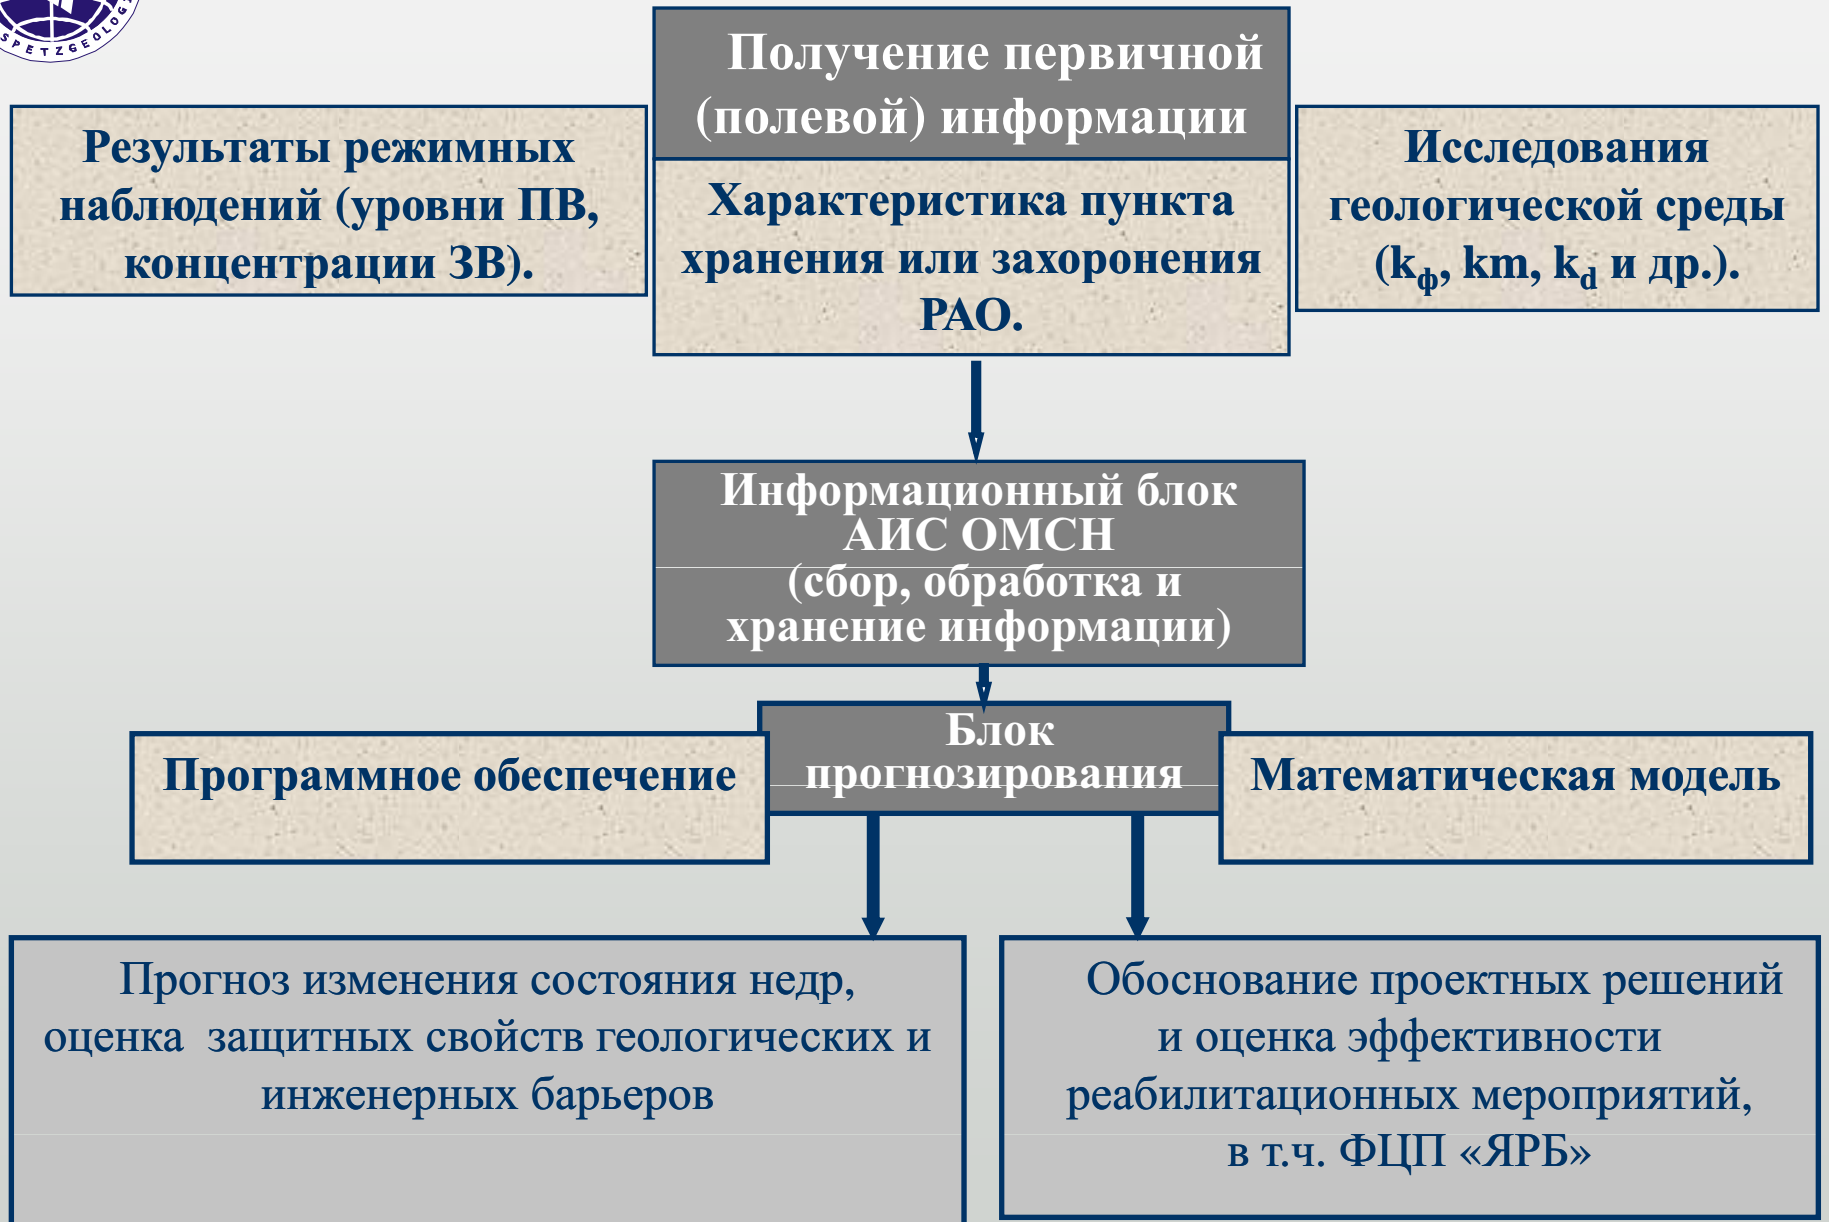 SPETZGEOLOG
Получение первичной
(полевой) информации
Результаты режимных
наблюдений (уровни ПВ,
концентрации ЗВ).
Характеристика пункта
хранения или захоронения
РАО.
Исследования
геологической среды
(kф, km, kd и др.).
Информационный блок
АИС ОМСН
(сбор, обработка и
хранение информации)
Блок
прогнозирования
Программное обеспечение
Математическая модель
Прогноз изменения состояния недр,
оценка защитных свойств геологических и
инженерных барьеров
Обоснование проектных решений
и оценка эффективности
реабилитационных мероприятий,
в т.ч. ФЦП «ЯРБ»